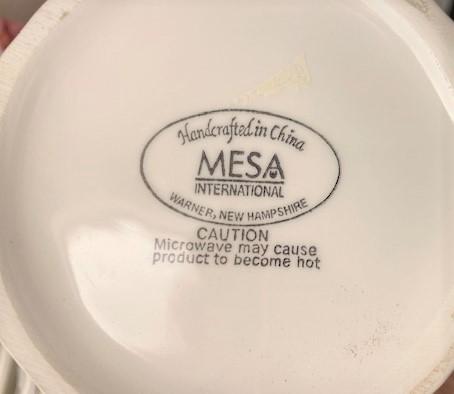 Handcrafted in China
MESA
INTERNATIONAL
WARNER, NEW HAMPSHIRE
CAUTION
Microwave may cause
product to become hot